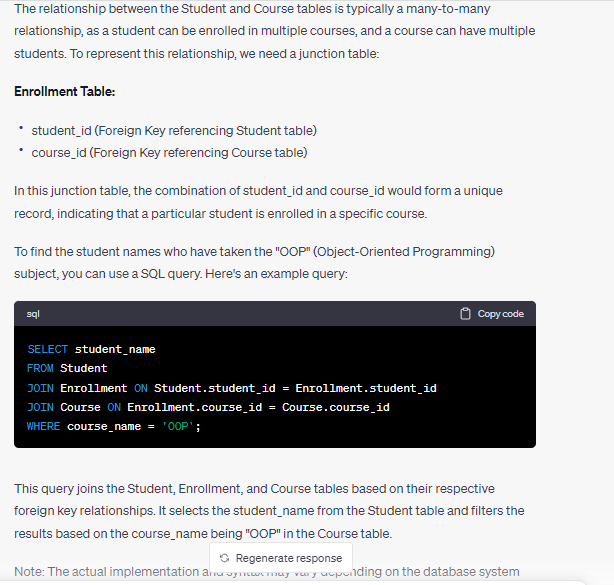 The relationship between the Student and Course tables is typically a many-to-many
relationship, as a student can be enrolled in multiple courses, and a course can have multiple
students. To represent this relationship, we need a junction table:
Enrollment Table:
• student_id (Foreign Key referencing Student table)
• course_id (Foreign Key referencing Course table)
In this junction table, the combination of student_id and course_id would form a unique
record, indicating that a particular student is enrolled in a specific course.
To find the student names who have taken the "OOP" (Object-Oriented Programming)
subject, you can use a SQL query. Here's an example query:
sql Copy code
SELECT student_name
FROM Student
JOIN Enrollment ON Student.student_id = Enrollment.student_id
JOIN Course ON Enrollment.course_id = Course.course_id
WHERE course_name = 'OOP';
This query joins the Student, Enrollment, and Course tables based on their respective
foreign key relationships. It selects the student_name from the Student table and filters the
results based on the course_name being "OOP" in the Course table.
Regenerate response
Note: The actual implementation and syntax may vary depending on the database system